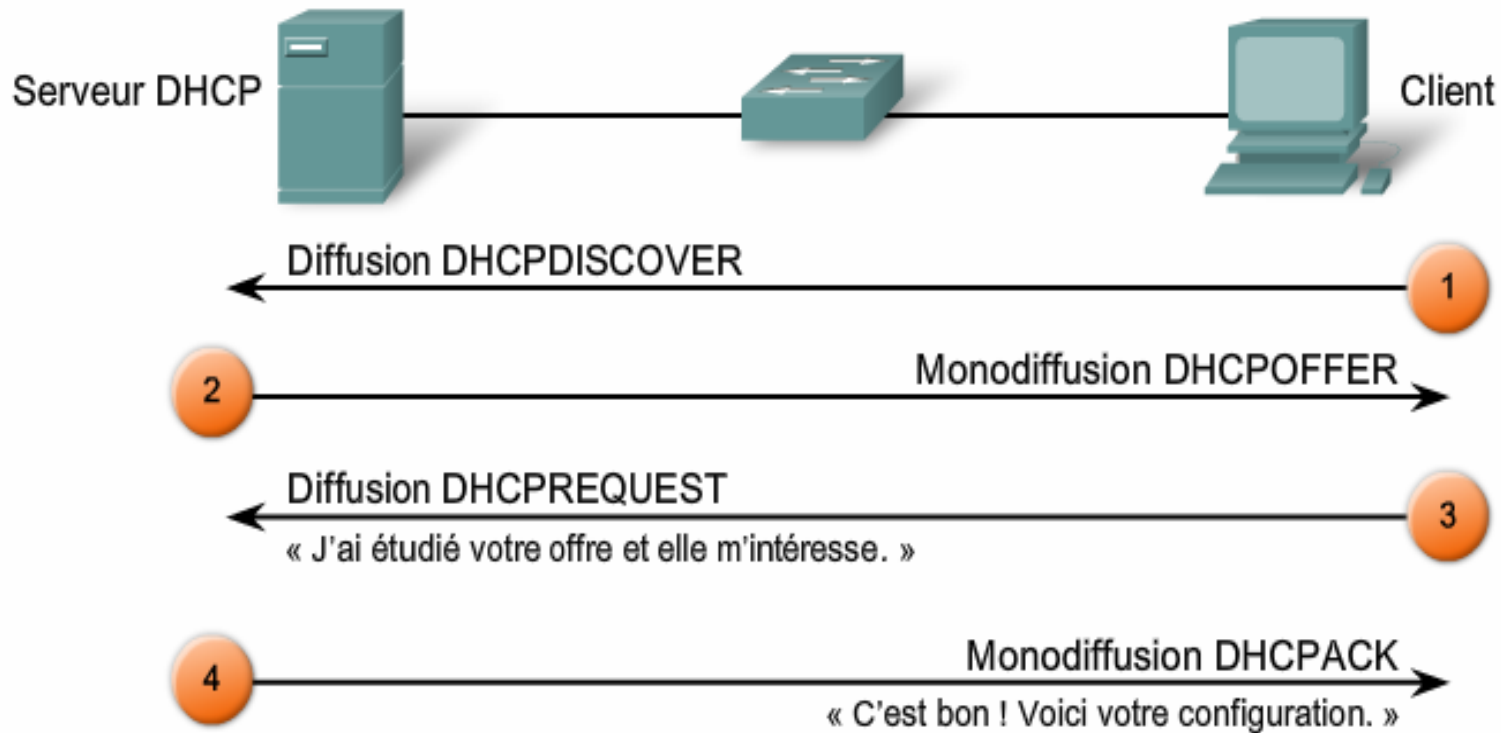 Serveur DHCP
Client
Diffusion DHCPDISCOVER
1
2
Monodiffusion DHCPOFFER
Diffusion DHCPREQUEST
3
« J'ai étudié votre offre et elle m'intéresse. »
4
Monodiffusion DHCPACK
« C'est bon ! Voici votre configuration. »